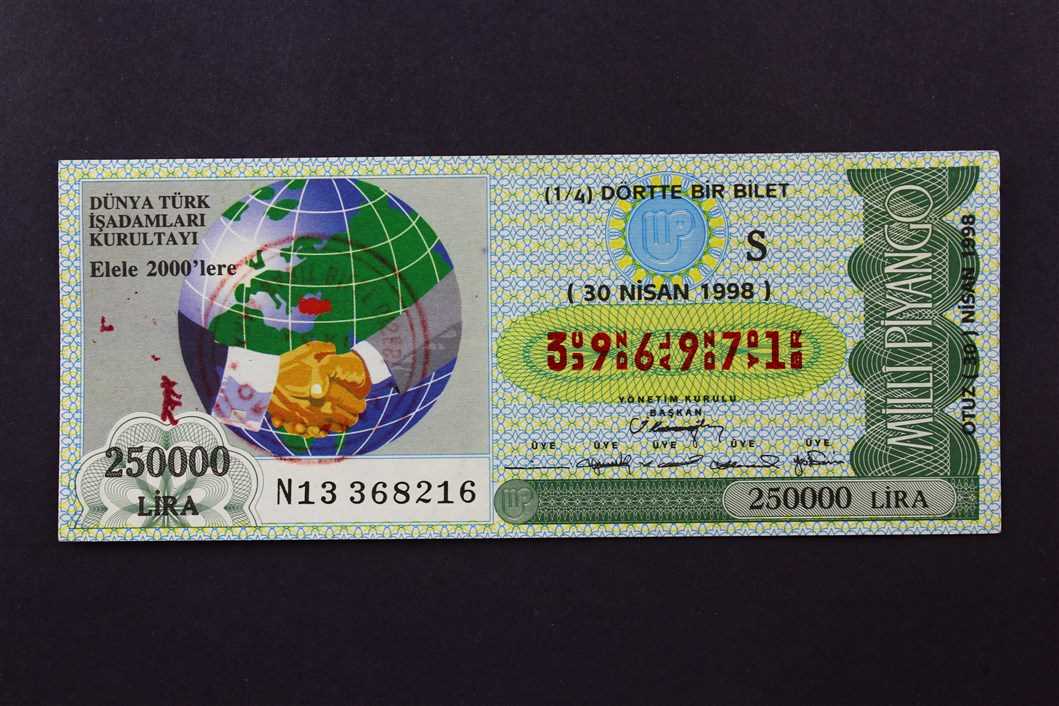 DÜNYA TÜRK
İŞADAMLARI
KURULTAYI
Elele 2000'lere
250000
LİRA
N13 368216
(1/4) DÖRTTE BİR BİLET
S
( 30 NİSAN 1998 )
396971
YÖNETİM KURULU
BAŞKAN
ÜYE ÜYE ÜYE ÜYE ÜYE
250000 LİRA
MİLLİ PİYANGO
OTUZ ( 30 ) NİSAN 1998